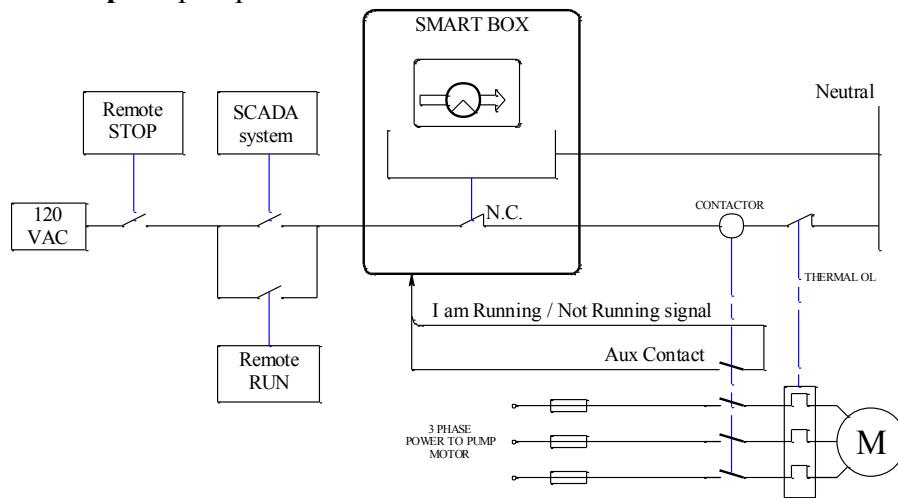 SMART BOX
Remote
STOP
SCADA
system
Neutral
120
VAC
N.C.
CONTACTOR
THERMAL OL
I am Running / Not Running signal
Aux Contact
Remote
RUN
3 PHASE
POWER TO PUMP
MOTOR
M